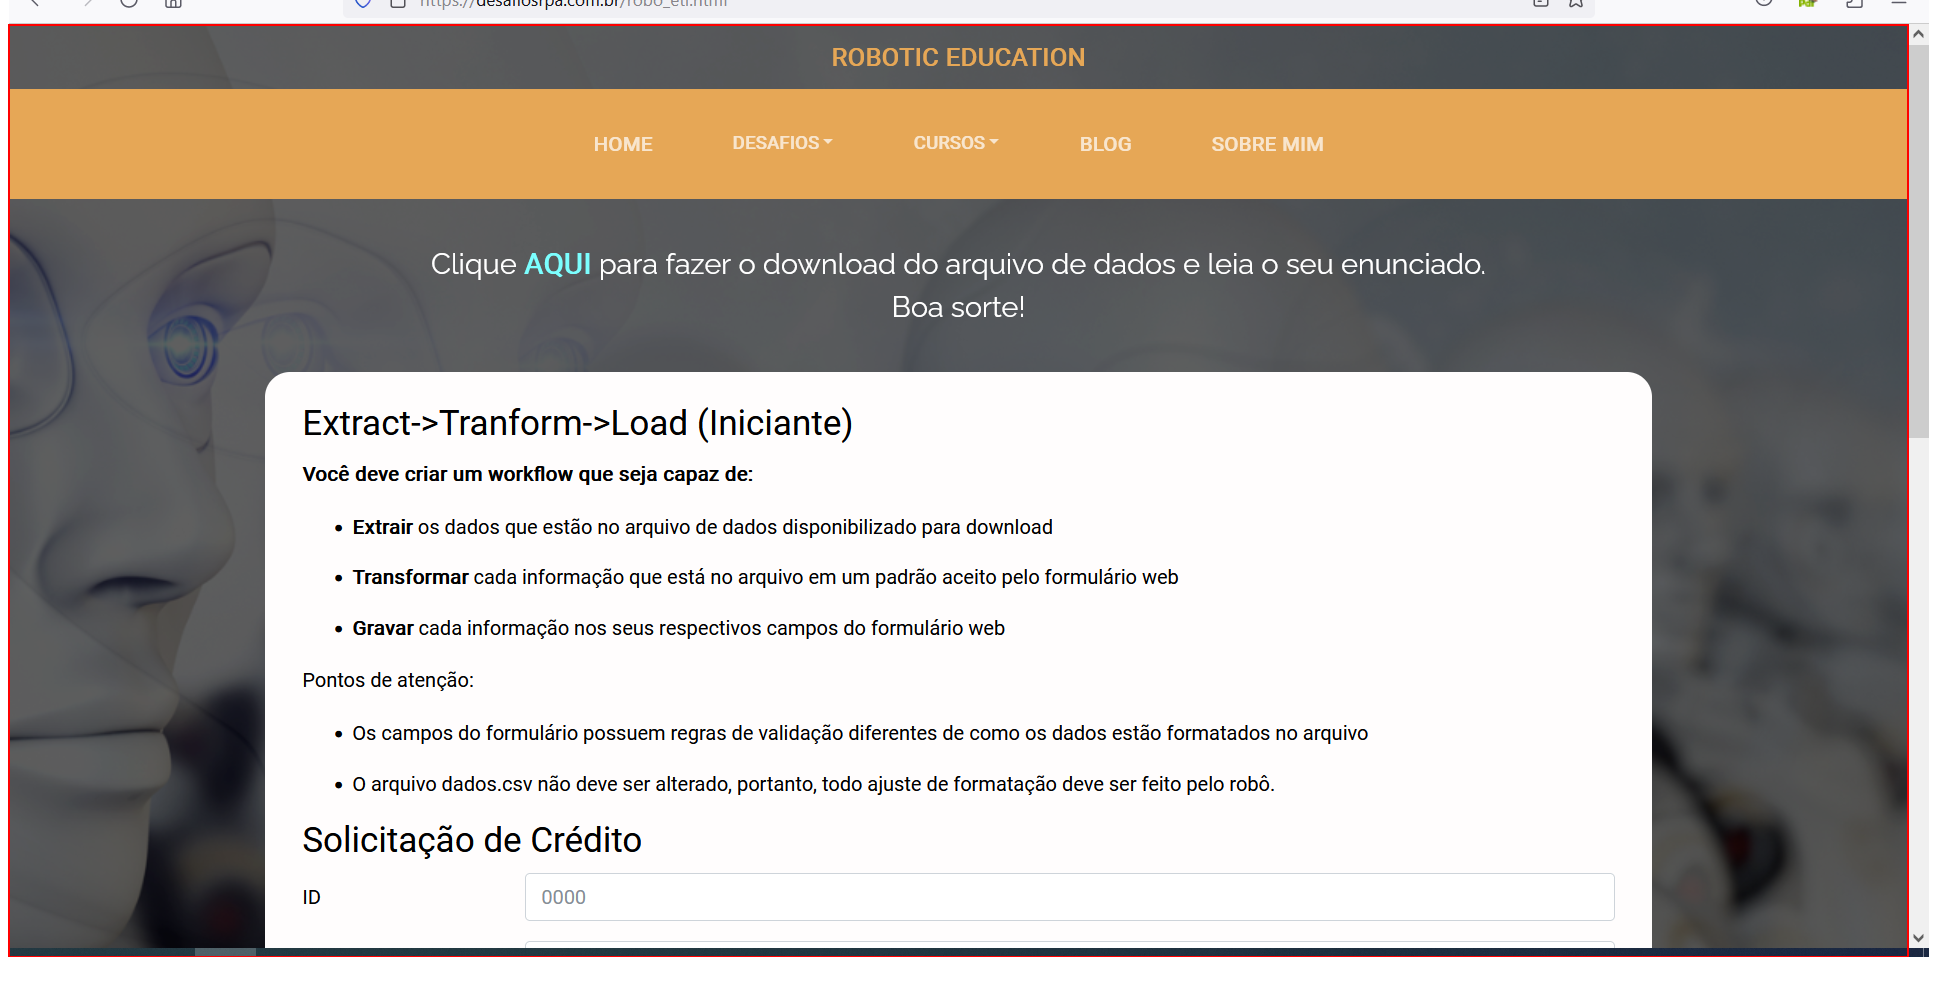 https://desafiosrpa.com.br/robo_etl.html
ROBOTIC EDUCATION
HOME DESAFIOS CURSOS BLOG SOBRE MIM
Clique AQUI para fazer o download do arquivo de dados e leia o seu enunciado.
Boa sorte!
Extract->Tranform->Load (Iniciante)
Você deve criar um workflow que seja capaz de:
• Extrair os dados que estão no arquivo de dados disponibilizado para download
• Transformar cada informação que está no arquivo em um padrão aceito pelo formulário web
• Gravar cada informação nos seus respectivos campos do formulário web
Pontos de atenção:
• Os campos do formulário possuem regras de validação diferentes de como os dados estão formatados no arquivo
• O arquivo dados.csv não deve ser alterado, portanto, todo ajuste de formatação deve ser feito pelo robô.
Solicitação de Crédito
ID 0000